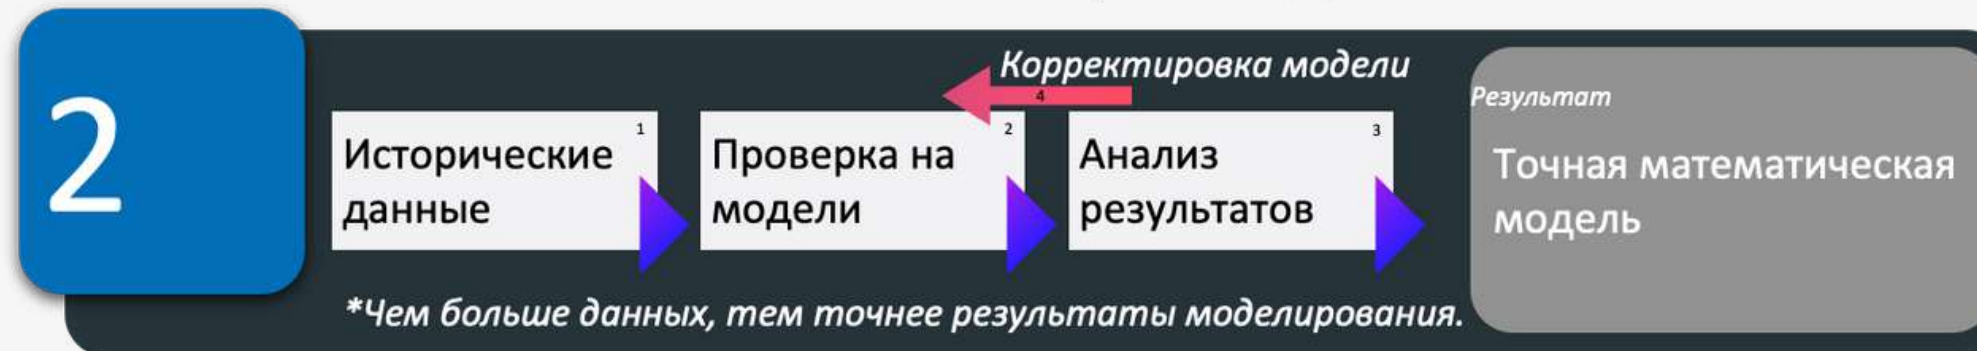 2
Корректировка модели
4
Исторические
данные
1
Проверка на
модели
2
Анализ
результатов
3
Результат
Точная математическая
модель
*Чем больше данных, тем точнее результаты моделирования.